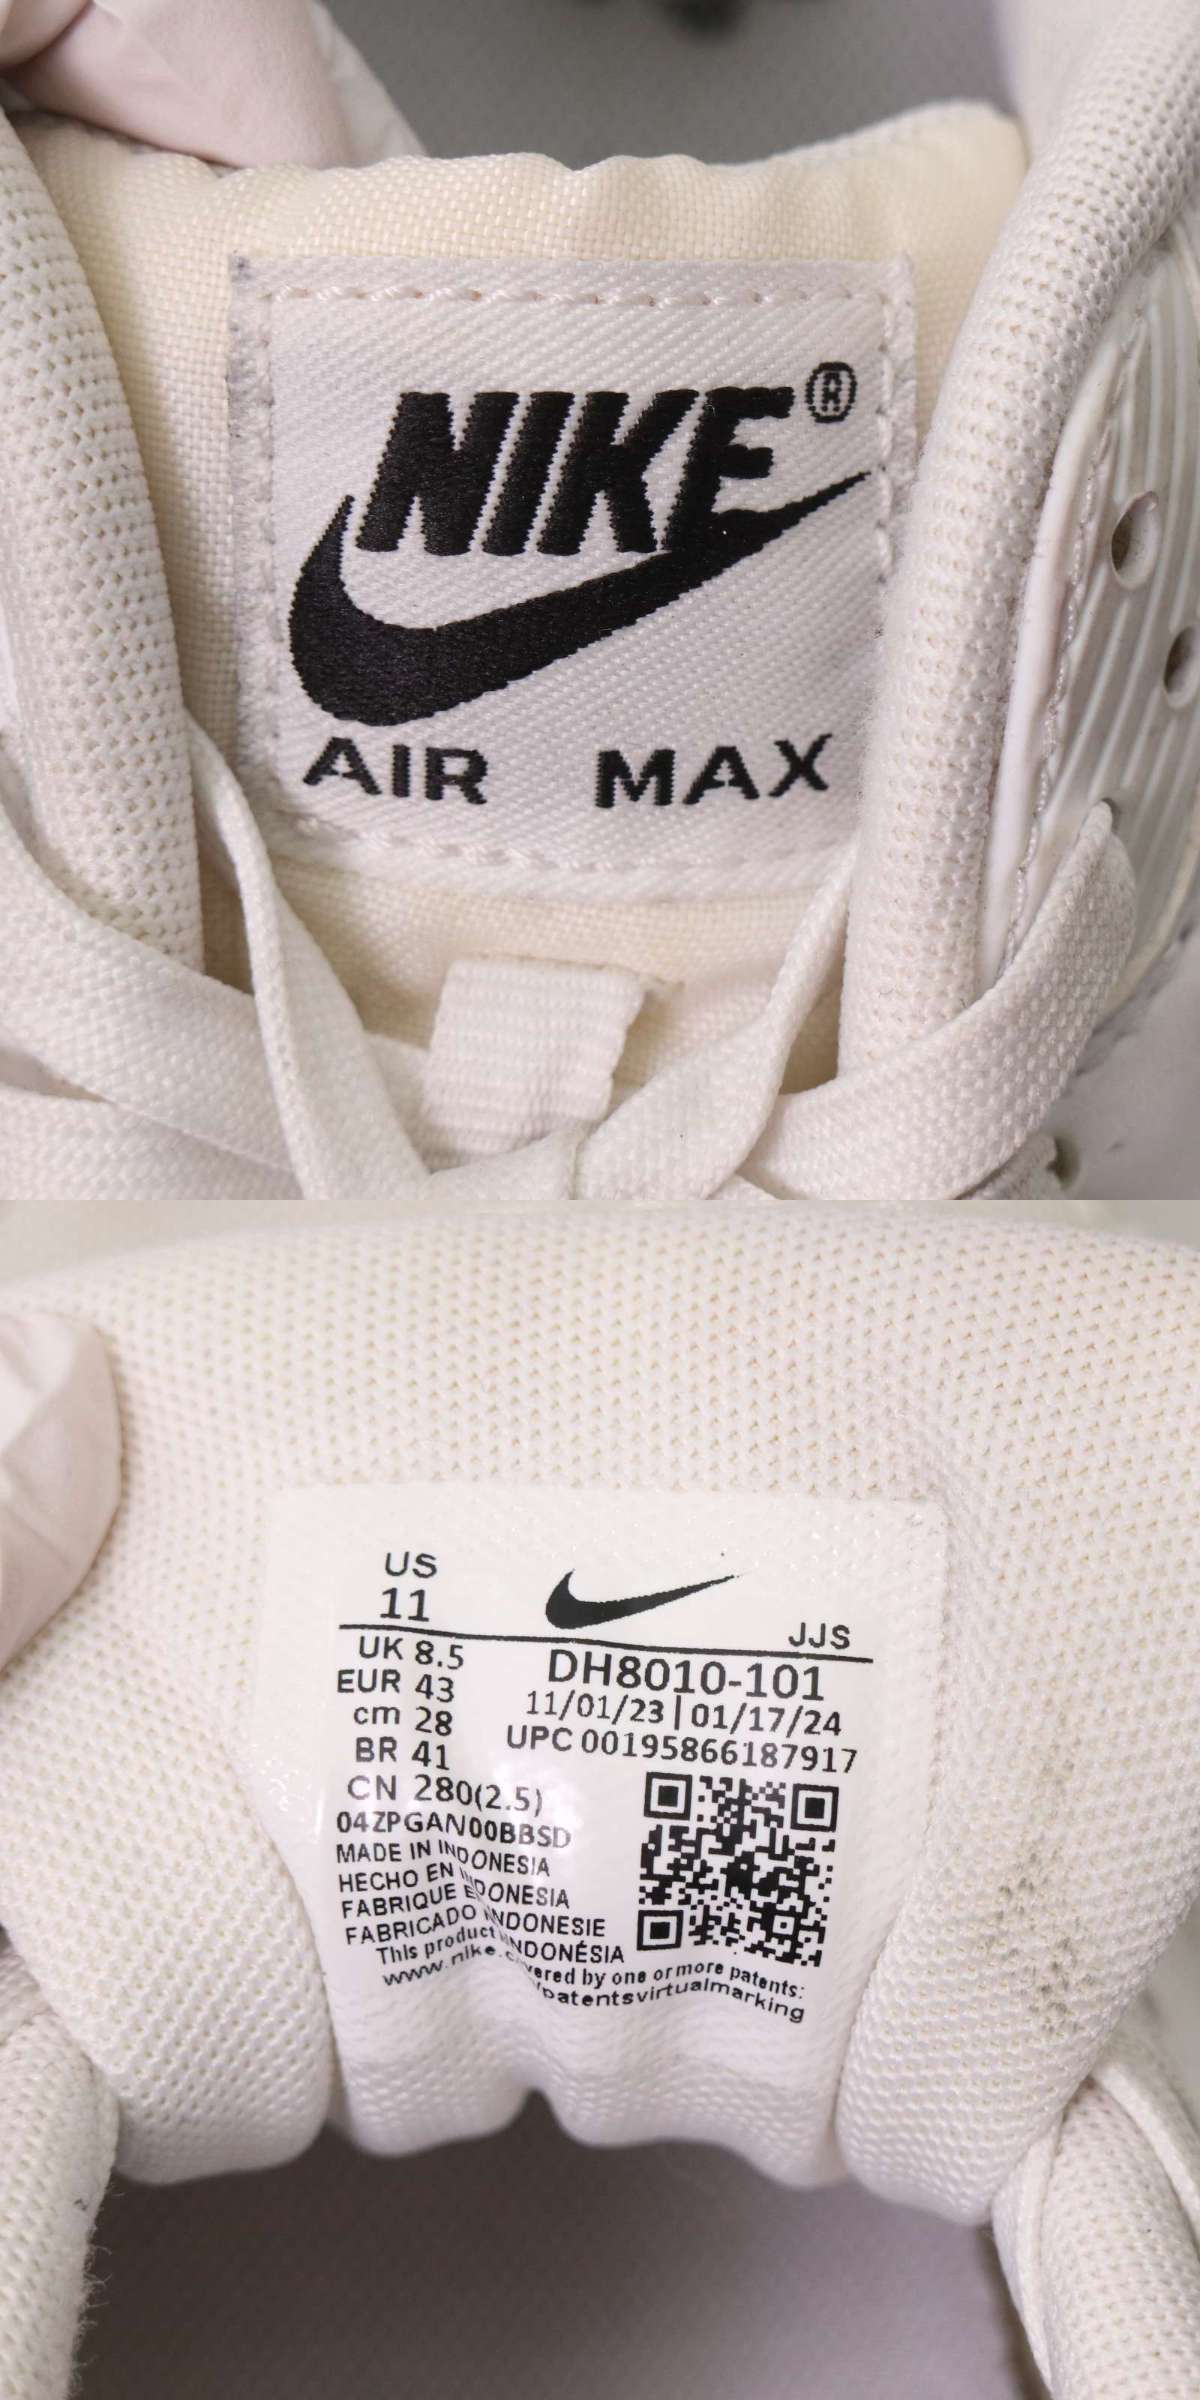 NIKE®
AIR MAX
US
11
JJS
UK 8.5
EUR 43
cm 28
BR 41
CN 280(2.5)
DH8010-101
11/01/23 | 01/17/24
UPC 00195866187917
04ZPGAN00BBSD
MADE IN INDONESIA
HECHO EN INDONESIA
FABRIQUE EN INDONESIE
FABRICADO INDONÉSIA
This product covered by one or more patents:
www.nike.com/patentsvirtualmarking